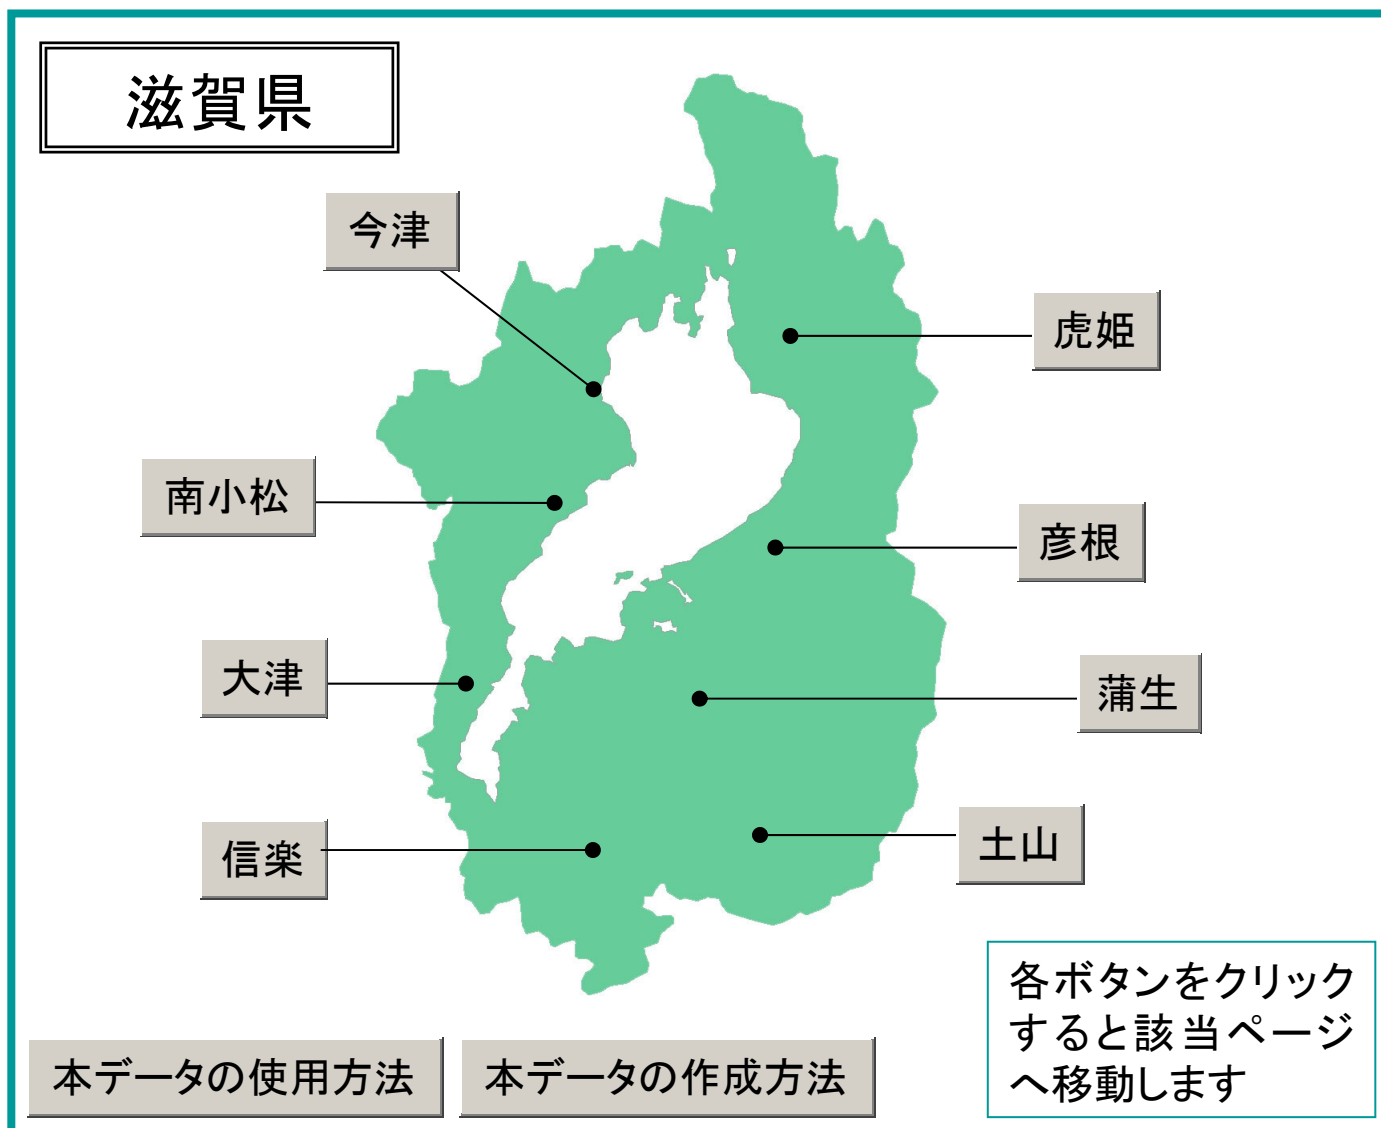 滋賀県
今津
虎姫
南小松
彦根
大津
蒲生
土山
信楽
各ボタンをクリック
すると該当ページ
へ移動します
本データの使用方法
本データの作成方法